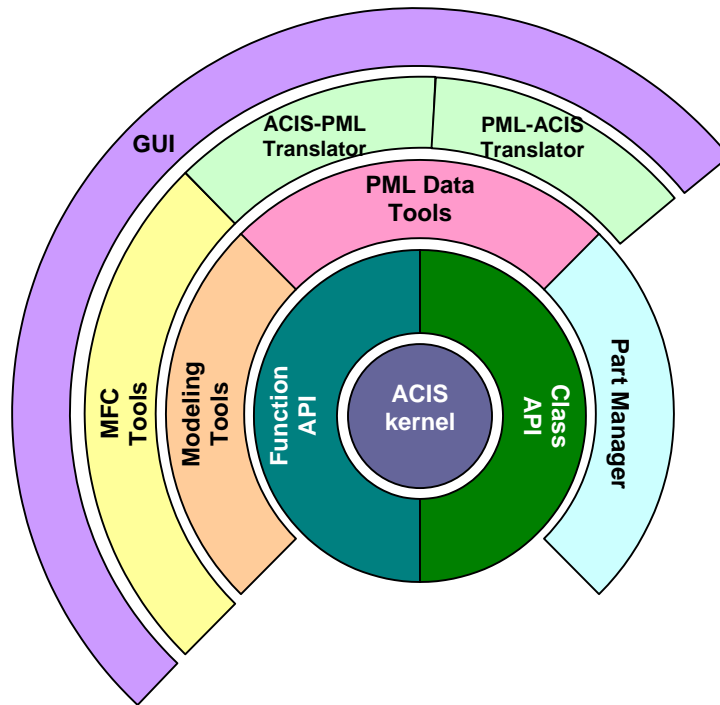 GUI
ACIS-PML
Translator
PML-ACIS
Translator
PML Data
Tools
MFC
Tools
Modeling
Tools
Function
API
ACIS
kernel
Class
API
Part Manager